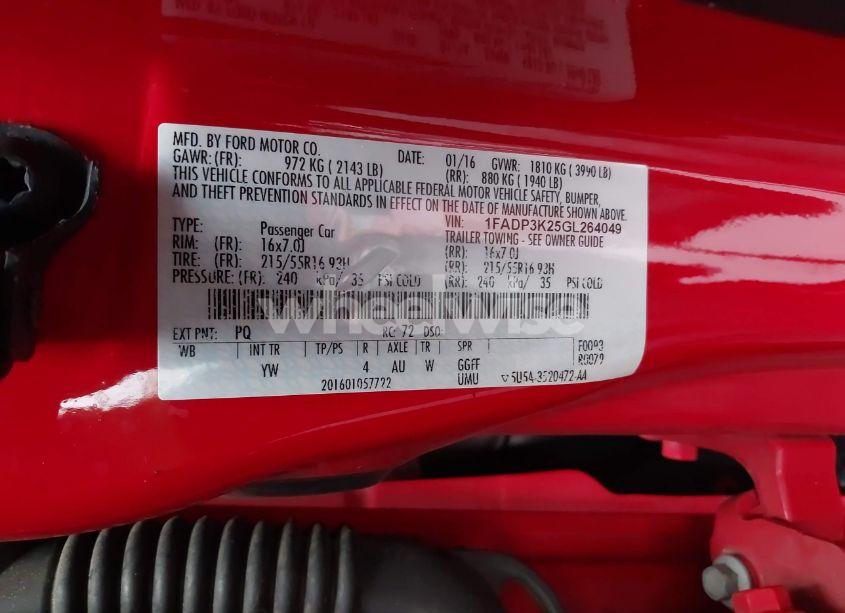 MFD. BY FORD MOTOR CO. DATE: 01/16 GVWR: 1810 KG ( 3990 LB)
GAWR: (FR): 972 KG ( 2143 LB) (RR): 880 KG ( 1940 LB)
THIS VEHICLE CONFORMS TO ALL APPLICABLE FEDERAL MOTOR VEHICLE SAFETY, BUMPER,
AND THEFT PREVENTION STANDARDS IN EFFECT ON THE DATE OF MANUFACTURE SHOWN ABOVE.
VIN: 1FADP3K25GL264049
TYPE: Passenger Car TRAILER TOWING - SEE OWNER GUIDE
RIM: (FR): 16x7.0J (RR): 16x7.0J
TIRE: (FR): 215/55R16 93H (RR): 215/55R16 93H
PRESSURE: (FR): 240 kPa/ 35 PSI COLD (RR): 240 kPa/ 35 PSI COLD
wheelwise
EXT PNT: PQ RC: 72 DSO:
WB INT TR TP/PS R AXLE TR SPR F0093
YW 4 AU W GGFF R0079
201601057722 UMU